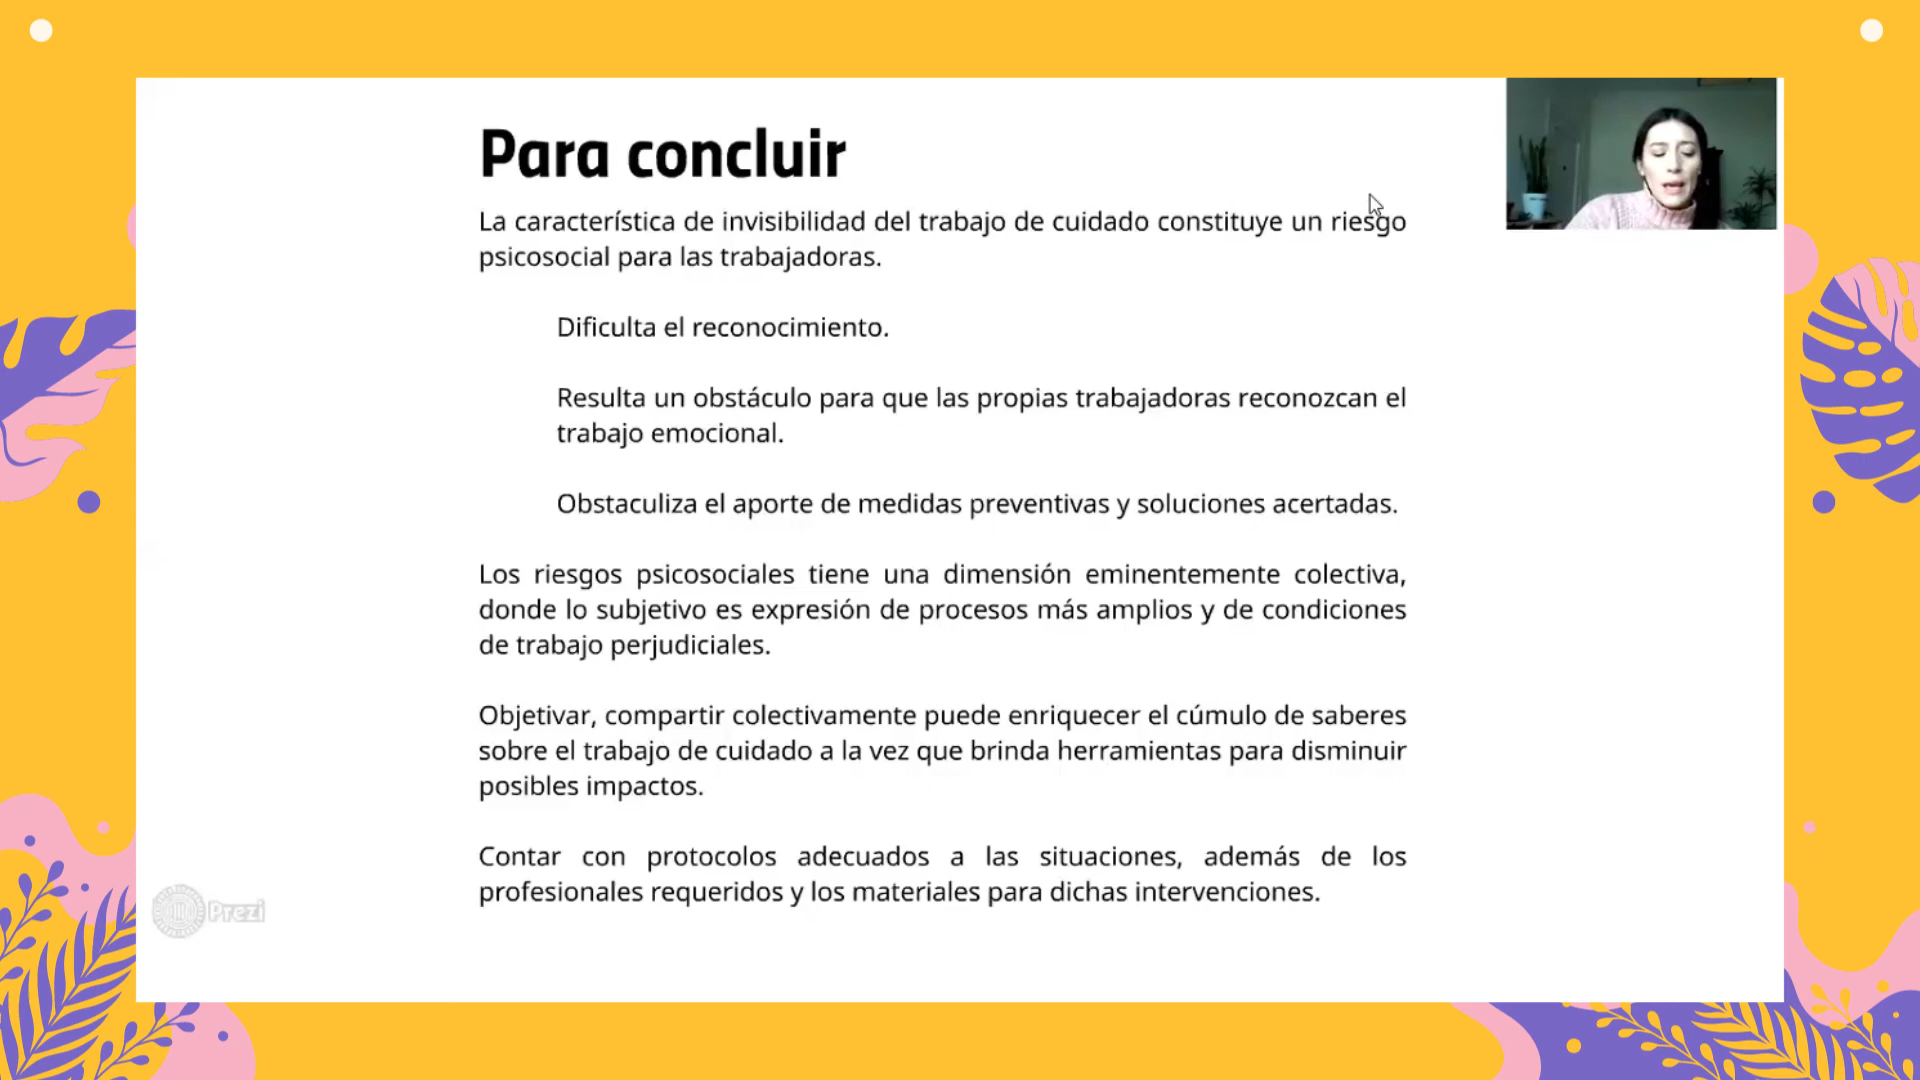 Para concluir
La característica de invisibilidad del trabajo de cuidado constituye un riesgo
psicosocial para las trabajadoras.
Dificulta el reconocimiento.
Resulta un obstáculo para que las propias trabajadoras reconozcan el
trabajo emocional.
Obstaculiza el aporte de medidas preventivas y soluciones acertadas.
Los riesgos psicosociales tiene una dimensión eminentemente colectiva,
donde lo subjetivo es expresión de procesos más amplios y de condiciones
de trabajo perjudiciales.
Objetivar, compartir colectivamente puede enriquecer el cúmulo de saberes
sobre el trabajo de cuidado a la vez que brinda herramientas para disminuir
posibles impactos.
Contar con protocolos adecuados a las situaciones, además de los
profesionales requeridos y los materiales para dichas intervenciones.
Prezi